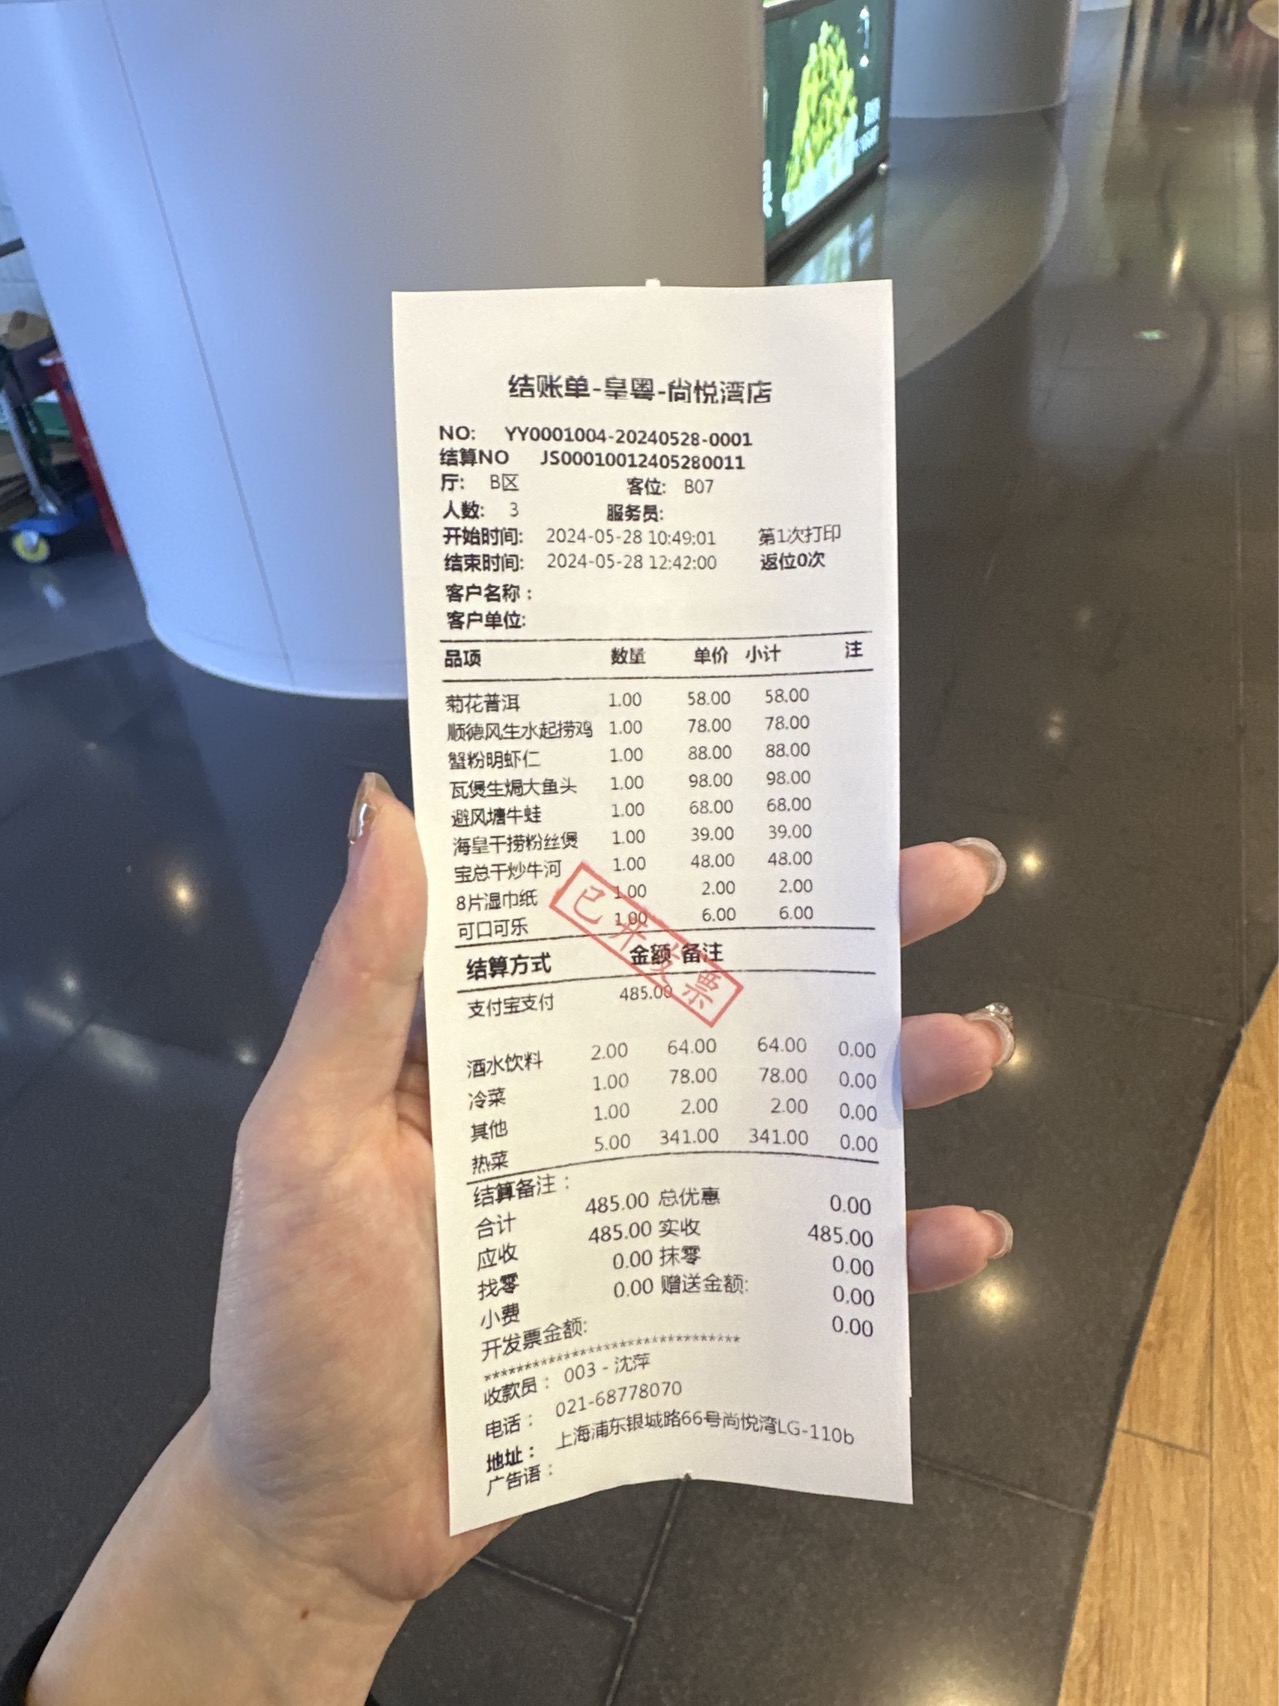 结账单-皇粤-尚悦湾店
NO: YY0001004-20240528-0001
结算NO JS00010012405280011
厅: B区 客位: B07
人数: 3 服务员:
开始时间: 2024-05-28 10:49:01 第1次打印
结束时间: 2024-05-28 12:42:00 返位0次
客户名称:
客户单位:
品项 数量 单价 小计 注
菊花普洱 1.00 58.00 58.00
顺德风生水起捞鸡 1.00 78.00 78.00
蟹粉明虾仁 1.00 88.00 88.00
瓦煲生焗大鱼头 1.00 98.00 98.00
避风塘牛蛙 1.00 68.00 68.00
海皇干捞粉丝煲 1.00 39.00 39.00
宝总干炒牛河 1.00 48.00 48.00
8片湿巾纸 1.00 2.00 2.00
可口可乐 1.00 6.00 6.00
已开发票
结算方式 金额 备注
支付宝支付 485.00
酒水饮料 2.00 64.00 64.00 0.00
冷菜 1.00 78.00 78.00 0.00
其他 1.00 2.00 2.00 0.00
热菜 5.00 341.00 341.00 0.00
结算备注:
合计 485.00 总优惠 0.00
应收 485.00 实收 485.00
找零 0.00 抹零 0.00
小费 0.00 赠送金额: 0.00
开发票金额: 0.00
*******************************
收款员: 003 - 沈萍
电话: 021-68778070
地址: 上海浦东银城路66号尚悦湾LG-110b
广告语: